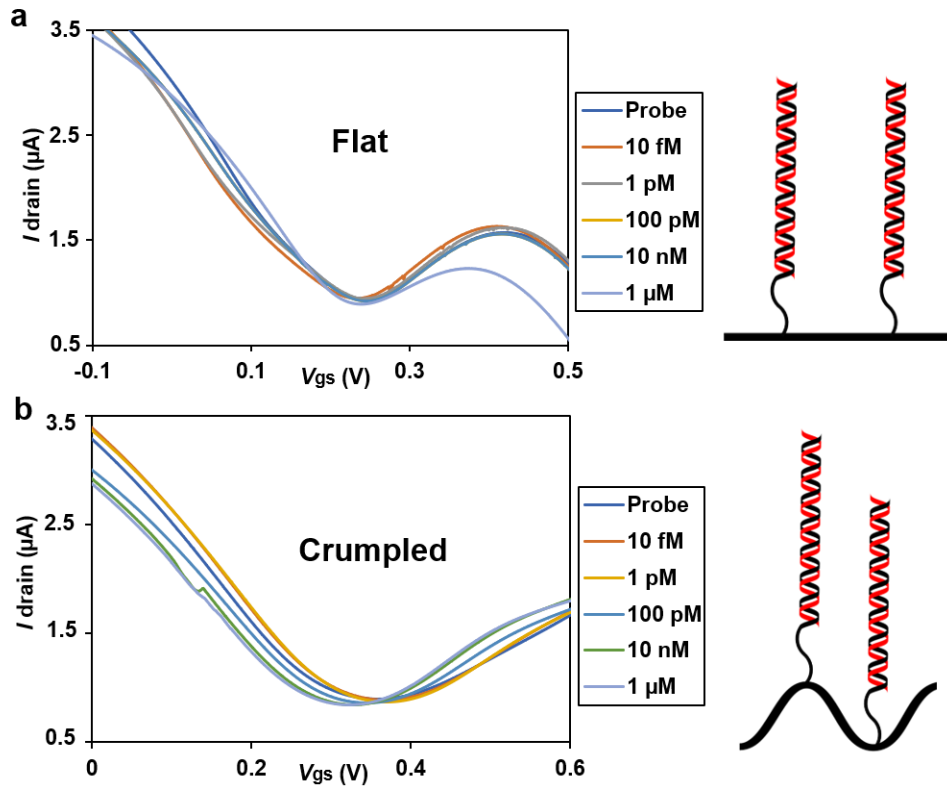 a
3.5
2.5
1.5
0.5
I drain (µA)
-0.1
0.1
0.3
0.5
Vgs (V)
Flat
Probe
10 fM
1 pM
100 pM
10 nM
1 µM
b
3.5
2.5
1.5
0.5
I drain (µA)
0
0.2
0.4
0.6
Vgs (V)
Crumpled
Probe
10 fM
1 pM
100 pM
10 nM
1 µM